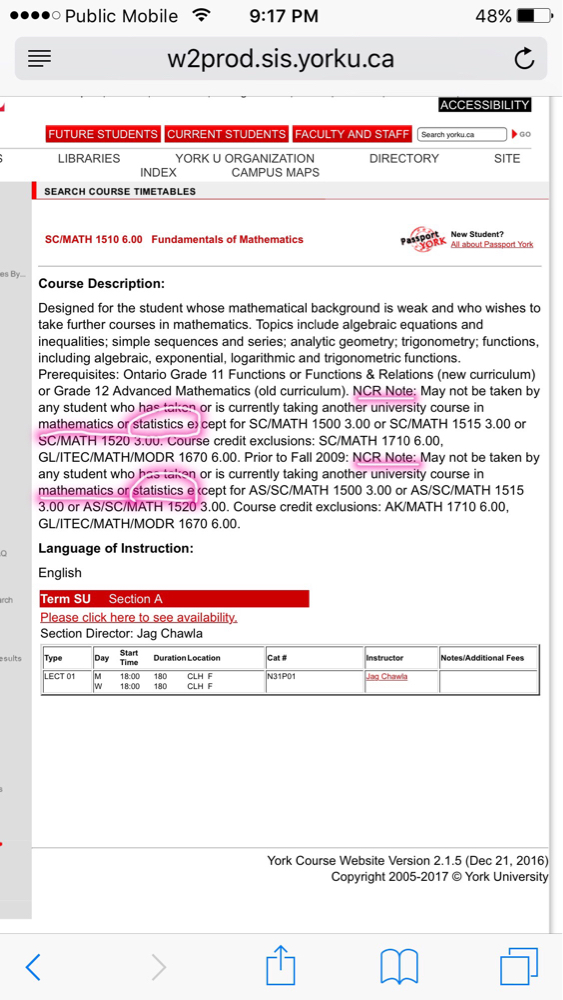 Public Mobile 9:17 PM 48%
w2prod.sis.yorku.ca
ACCESSIBILITY
FUTURE STUDENTS CURRENT STUDENTS FACULTY AND STAFF Search yorku.ca GO
S LIBRARIES YORK U ORGANIZATION DIRECTORY SITE
INDEX CAMPUS MAPS
SEARCH COURSE TIMETABLES
SC/MATH 1510 6.00 Fundamentals of Mathematics
Passport YORK
New Student?
All about Passport York
es By...
Course Description:
Designed for the student whose mathematical background is weak and who wishes to
take further courses in mathematics. Topics include algebraic equations and
inequalities; simple sequences and series; analytic geometry; trigonometry; functions,
including algebraic, exponential, logarithmic and trigonometric functions.
Prerequisites: Ontario Grade 11 Functions or Functions & Relations (new curriculum)
or Grade 12 Advanced Mathematics (old curriculum). NCR Note: May not be taken by
any student who has taken or is currently taking another university course in
mathematics or statistics except for SC/MATH 1500 3.00 or SC/MATH 1515 3.00 or
SC/MATH 1520 3.00. Course credit exclusions: SC/MATH 1710 6.00,
GL/ITEC/MATH/MODR 1670 6.00. Prior to Fall 2009: NCR Note: May not be taken by
any student who has taken or is currently taking another university course in
mathematics or statistics except for AS/SC/MATH 1500 3.00 or AS/SC/MATH 1515
3.00 or AS/SC/MATH 1520 3.00. Course credit exclusions: AK/MATH 1710 6.00,
GL/ITEC/MATH/MODR 1670 6.00.
Language of Instruction:
Q
English
arch
Term SU Section A
Please click here to see availability.
Section Director: Jag Chawla
esults
Type Day Start Time Duration Location Cat # Instructor Notes/Additional Fees
LECT 01 M 18:00 180 CLH F N31P01 Jag Chawla
W 18:00 180 CLH F
s
York Course Website Version 2.1.5 (Dec 21, 2016)
Copyright 2005-2017 © York University